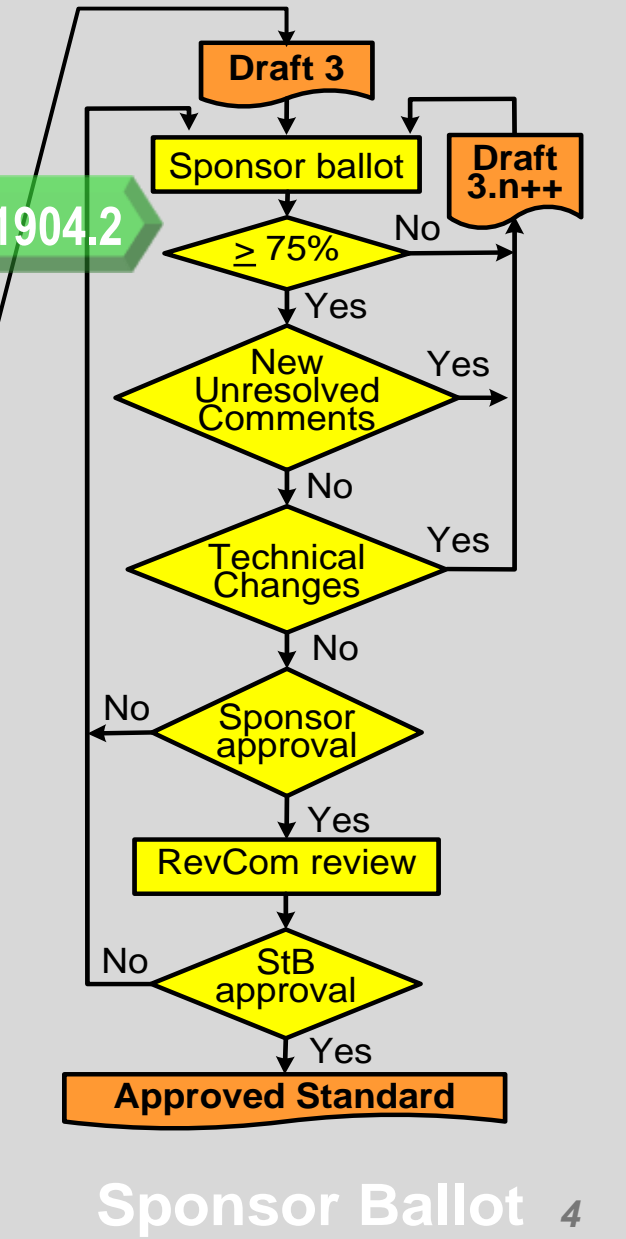 Draft 3
Sponsor ballot
Draft
3.n++
1904.2
≥ 75%
No
Yes
New
Unresolved
Comments
Yes
No
Technical
Changes
Yes
No
Sponsor
approval
No
Yes
RevCom review
StB
approval
No
Yes
Approved Standard
Sponsor Ballot 4